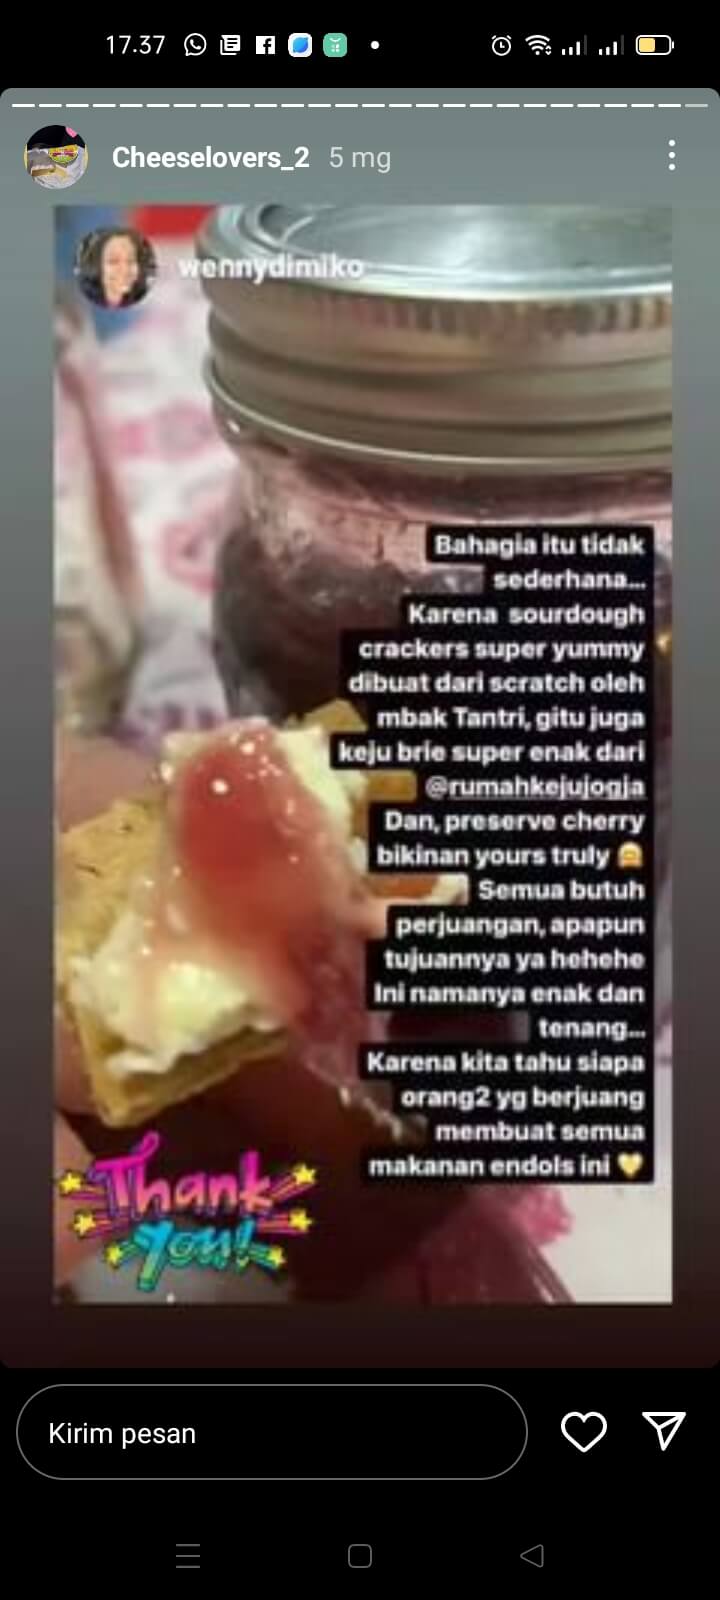 17.37
Cheeselovers_2 5 mg
wennydimiko
Bahagia itu tidak
sederhana...
Karena sourdough
crackers super yummy
dibuat dari scratch oleh
mbak Tantri, gitu juga
keju brie super enak dari
@rumahkejujogja
Dan, preserve cherry
bikinan yours truly 🤗
Semua butuh
perjuangan, apapun
tujuannya ya hehehe
Ini namanya enak dan
tenang...
Karena kita tahu siapa
orang2 yg berjuang
membuat semua
makanan endols ini 💛
Thank
You!
Kirim pesan